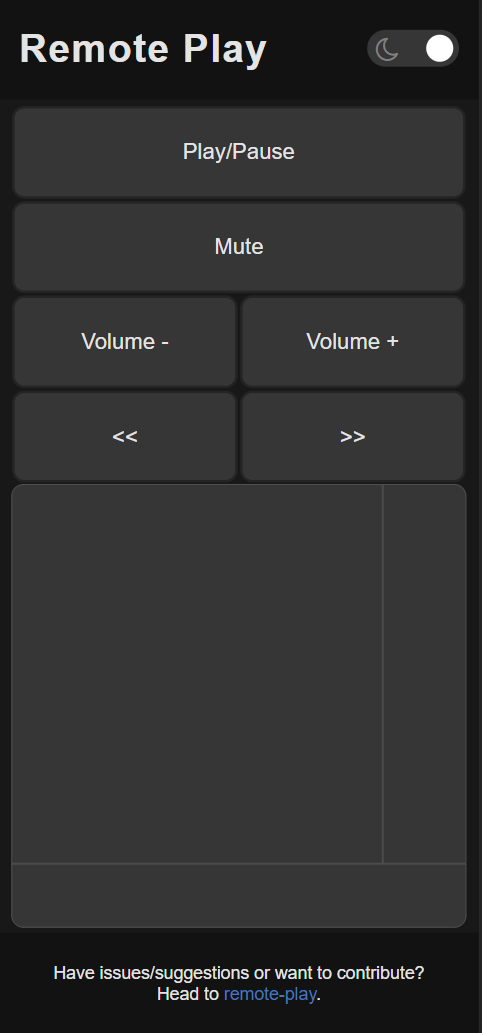 Remote Play
Play/Pause
Mute
Volume -
Volume +
<<
>>
Have issues/suggestions or want to contribute?
Head to remote-play.